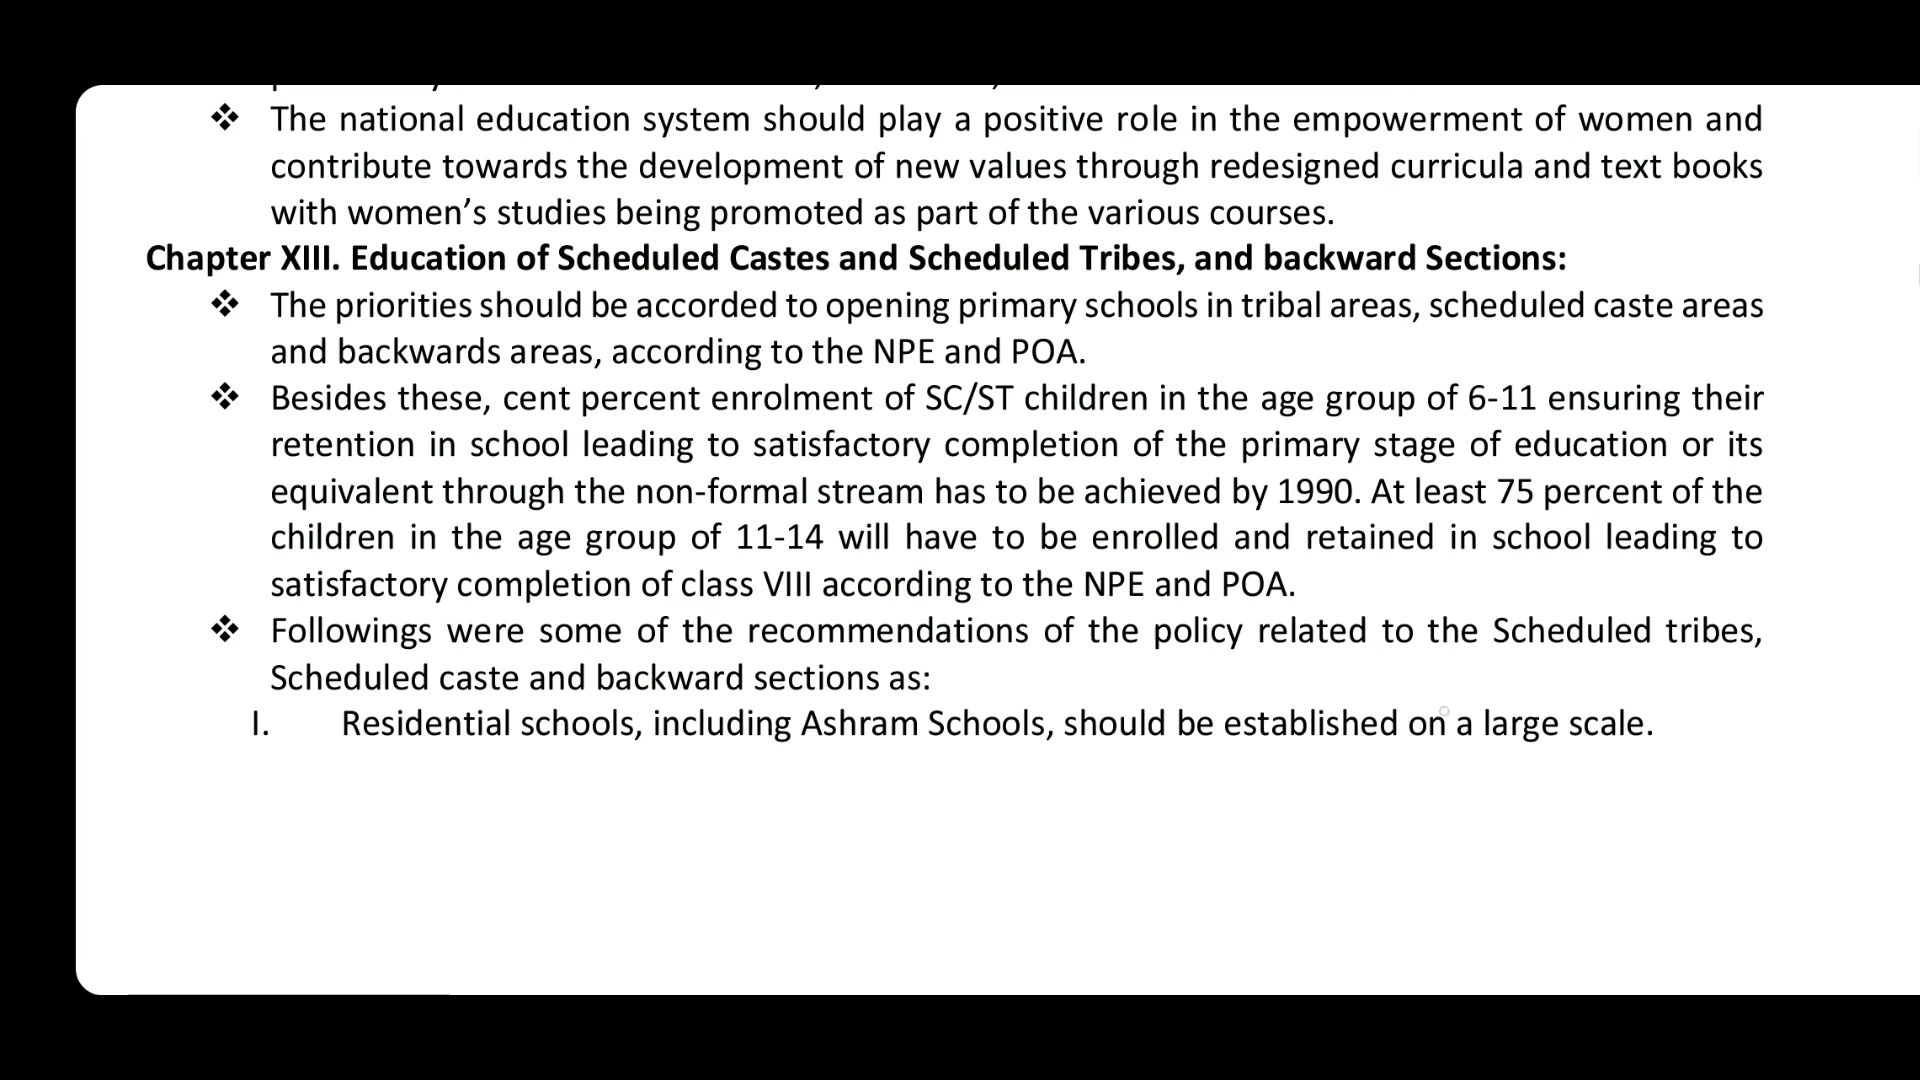 ❖ The national education system should play a positive role in the empowerment of women and
contribute towards the development of new values through redesigned curricula and text books
with women’s studies being promoted as part of the various courses.
Chapter XIII. Education of Scheduled Castes and Scheduled Tribes, and backward Sections:
❖ The priorities should be accorded to opening primary schools in tribal areas, scheduled caste areas
and backwards areas, according to the NPE and POA.
❖ Besides these, cent percent enrolment of SC/ST children in the age group of 6-11 ensuring their
retention in school leading to satisfactory completion of the primary stage of education or its
equivalent through the non-formal stream has to be achieved by 1990. At least 75 percent of the
children in the age group of 11-14 will have to be enrolled and retained in school leading to
satisfactory completion of class VIII according to the NPE and POA.
❖ Followings were some of the recommendations of the policy related to the Scheduled tribes,
Scheduled caste and backward sections as:
I. Residential schools, including Ashram Schools, should be established on a large scale.